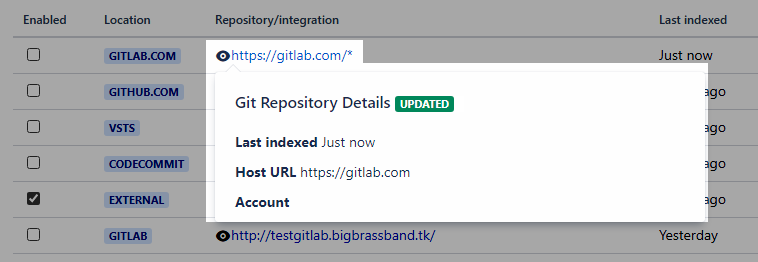 Enabled Location Repository/integration Last indexed
GITLAB.COM https://gitlab.com/* Just now
GITHUB.COM ago
VSTS ago
CODECOMMIT ago
EXTERNAL ago
Git Repository Details UPDATED
Last indexed Just now
Host URL https://gitlab.com
Account
GITLAB http://testgitlab.bigbrassband.tk/ Yesterday